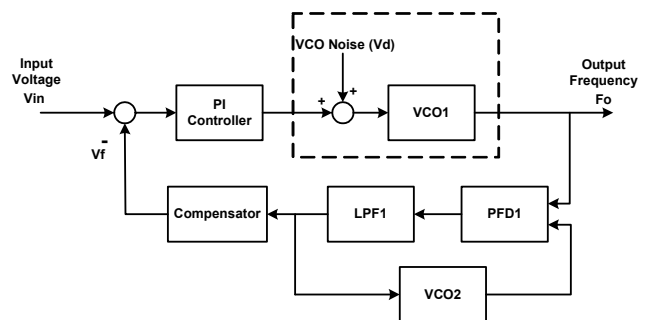 VCO Noise (Vd)
Input
Voltage
Vin
Output
Frequency
Fo
PI
Controller
+
+
VCO1
-
Vf
Compensator
LPF1
PFD1
VCO2